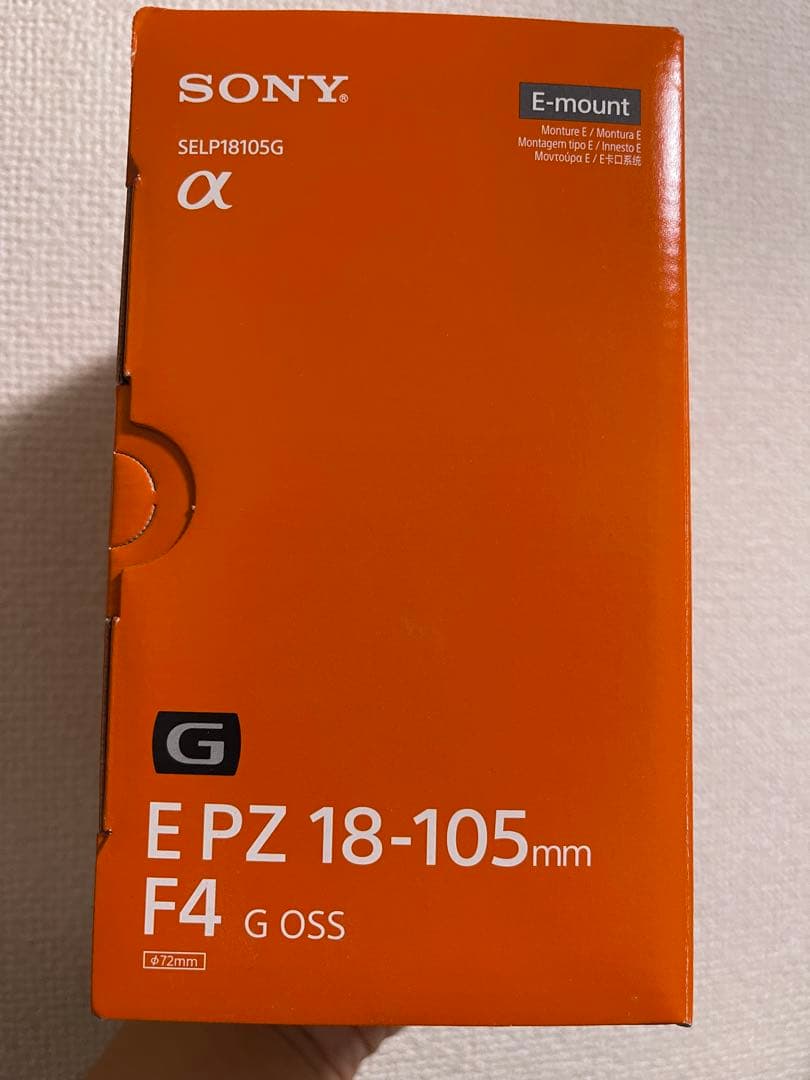 SONY®
E-mount
Monture E / Montura E
Montagem tipo E / Innesto E
Μοντούρα E / E卡口系统
SELP18105G
α
G
E PZ 18-105mm
F4 G OSS
ϕ72mm